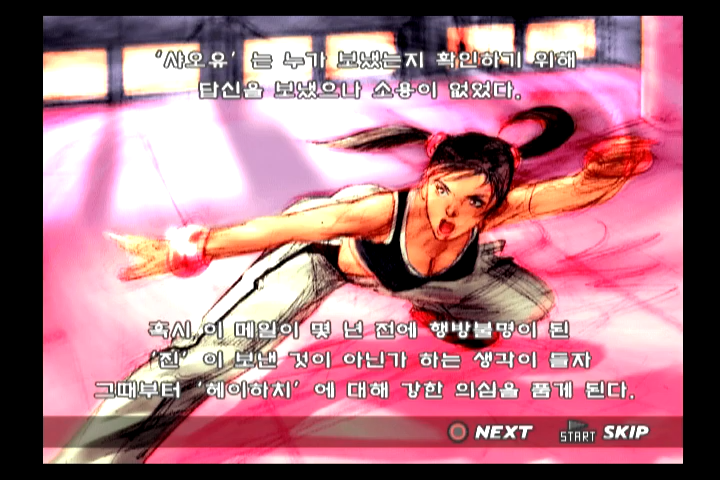 '샤오유' 는 누가 보냈는지 확인하기 위해
답신을 보냈으나 소용이 없었다.
혹시 이 메일이 몇 년 전에 행방불명이 된
'진' 이 보낸 것이 아닌가 하는 생각이 들자
그때부터 '헤이하치' 에 대해 강한 의심을 품게 된다.
NEXT START SKIP